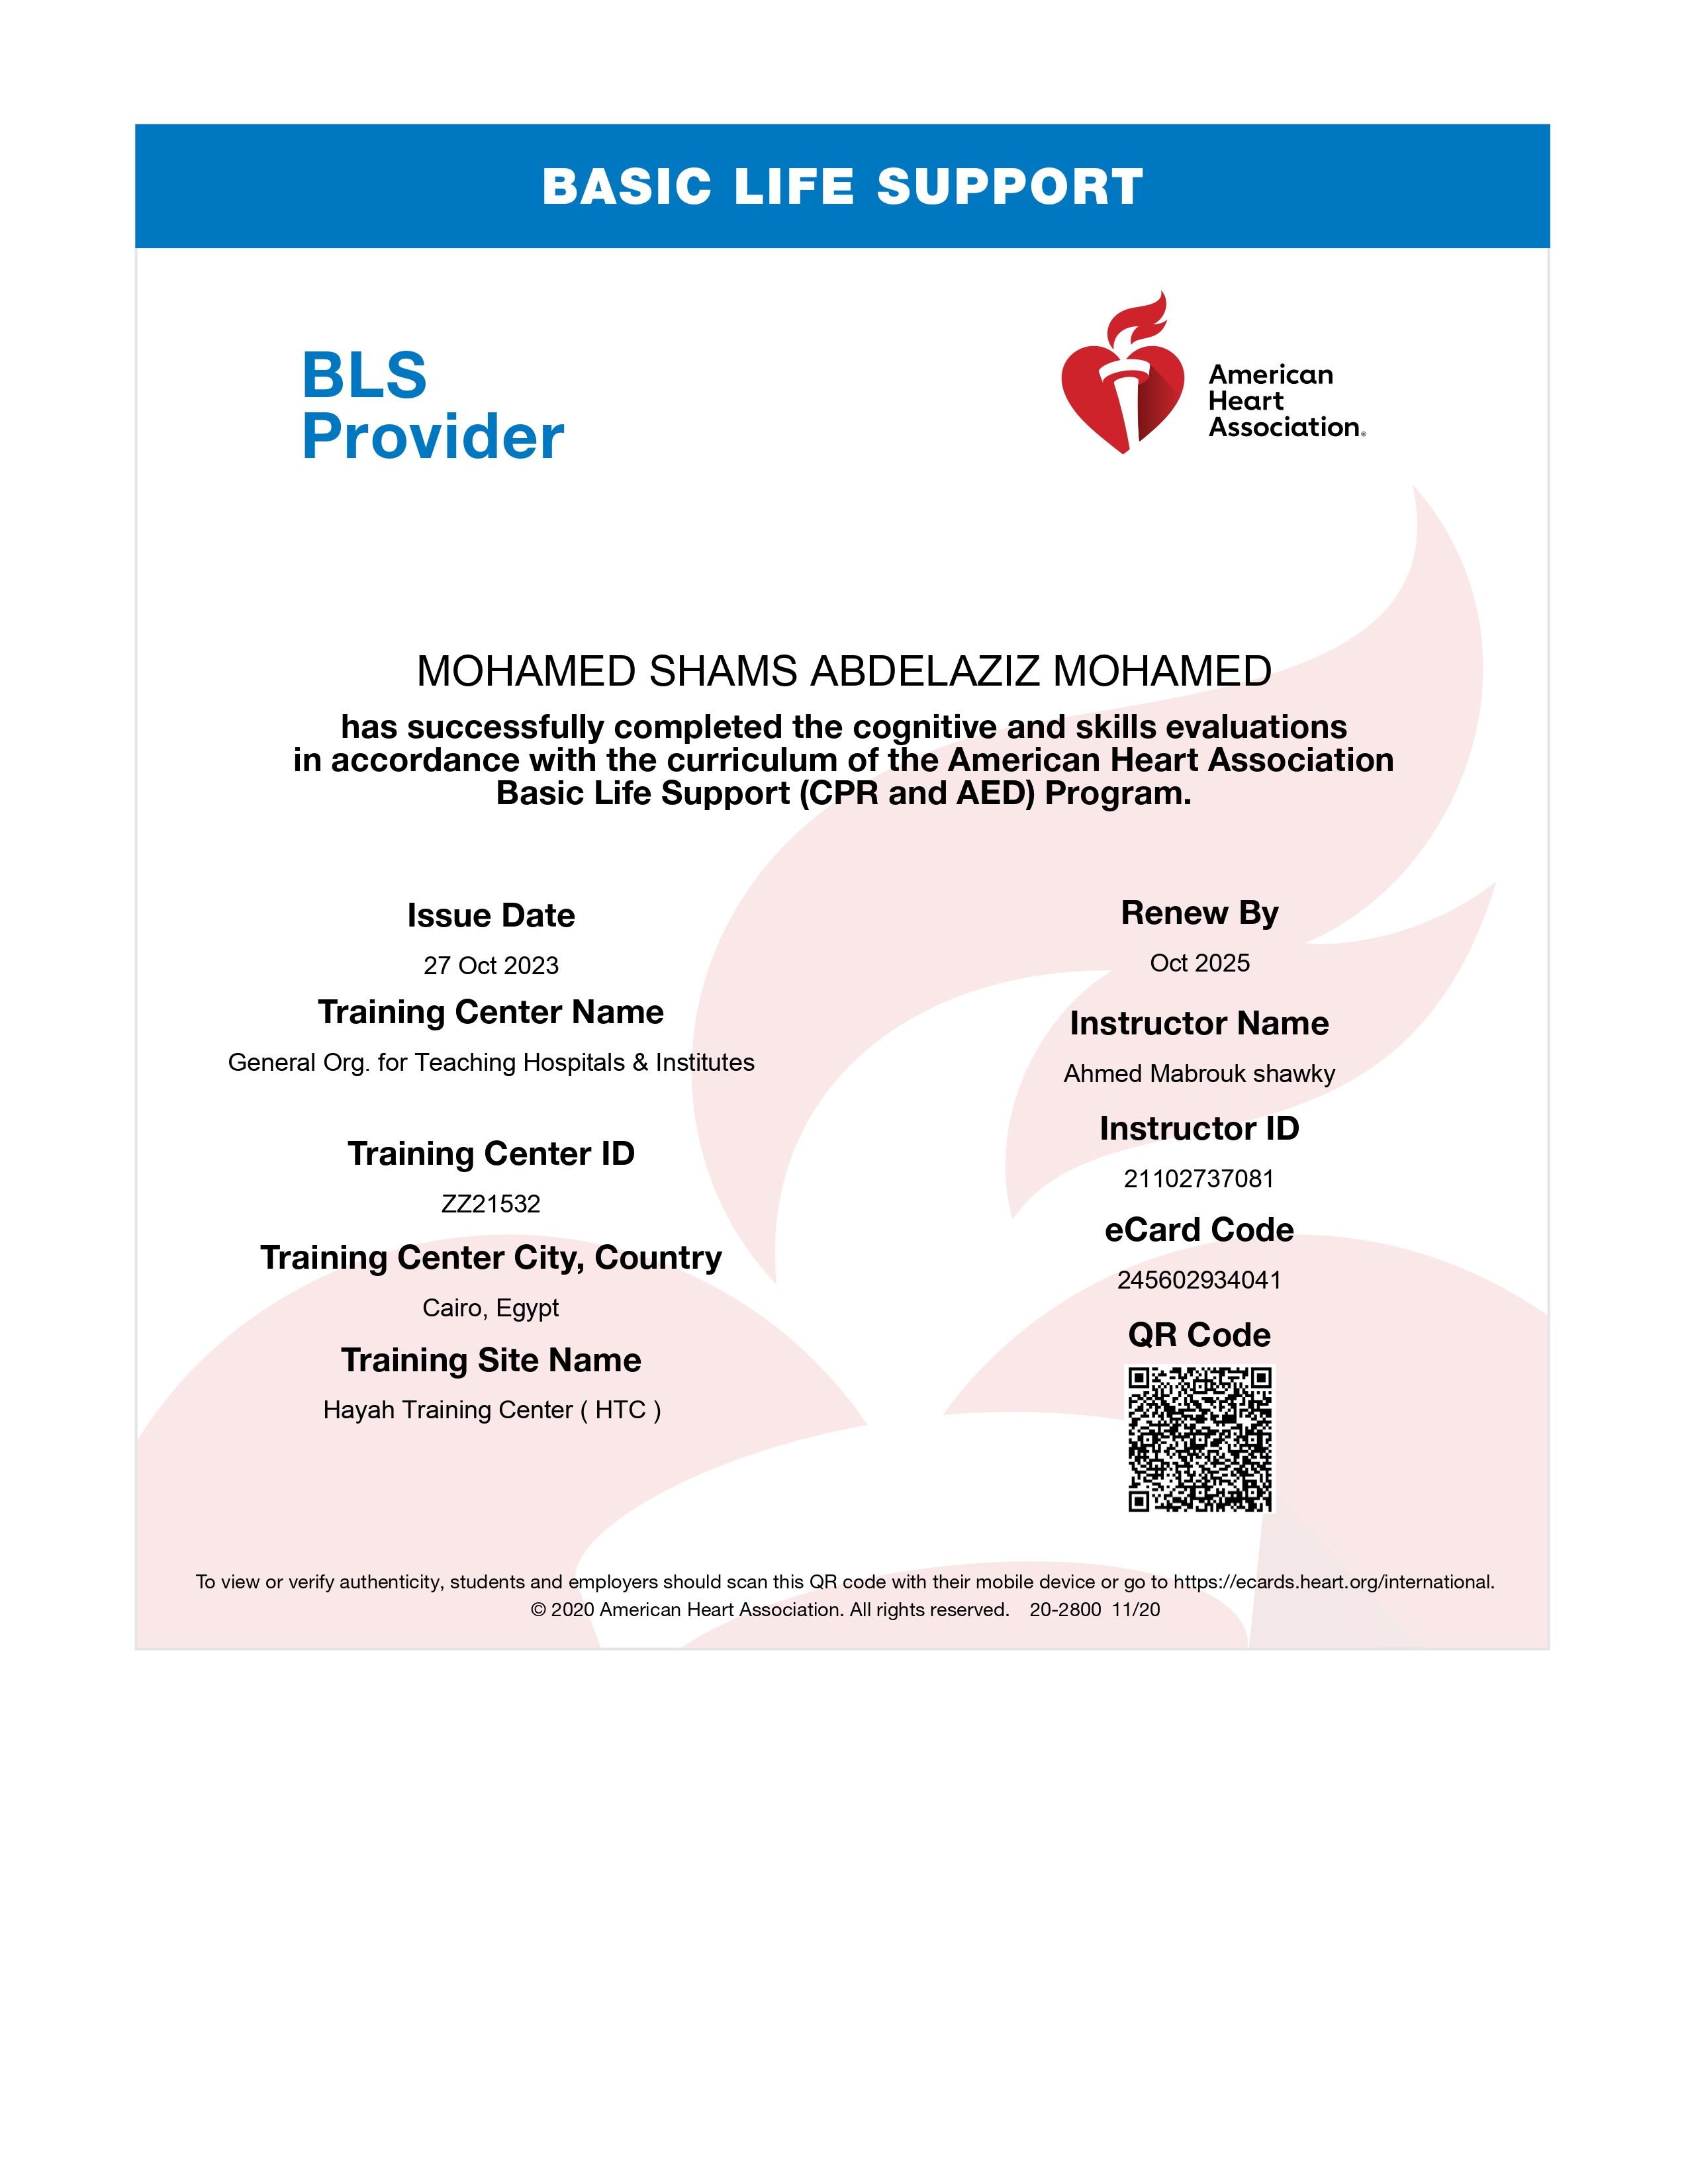 BASIC LIFE SUPPORT
BLS
Provider
American
Heart
Association®
MOHAMED SHAMS ABDELAZIZ MOHAMED
has successfully completed the cognitive and skills evaluations
in accordance with the curriculum of the American Heart Association
Basic Life Support (CPR and AED) Program.
Issue Date
27 Oct 2023
Training Center Name
General Org. for Teaching Hospitals & Institutes
Training Center ID
ZZ21532
Training Center City, Country
Cairo, Egypt
Training Site Name
Hayah Training Center ( HTC )
Renew By
Oct 2025
Instructor Name
Ahmed Mabrouk shawky
Instructor ID
21102737081
eCard Code
245602934041
QR Code
To view or verify authenticity, students and employers should scan this QR code with their mobile device or go to https://ecards.heart.org/international.
© 2020 American Heart Association. All rights reserved. 20-2800 11/20